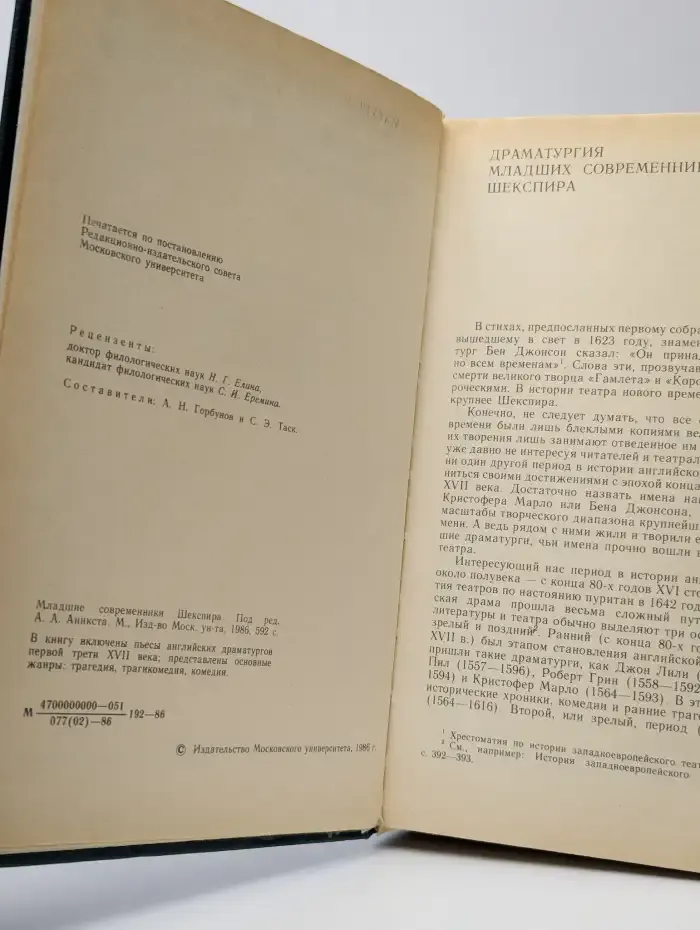 Печатается по постановлению
Редакционно-издательского совета
Московского университета
Рецензенты:
доктор филологических наук Н. Г. Елина,
кандидат филологических наук С. И. Еремина.
Составители: А. Н. Горбунов и С. Э. Таск.
Младшие современники Шекспира. Под ред.
А. А. Аникста. М., Изд-во Моск. ун-та, 1986, 592 с.
В книгу включены пьесы английских драматургов
первой трети XVII века; представлены основные
жанры: трагедия, трагикомедия, комедии.
М 4700000000—051
077(02)—86
192—86
© Издательство Московского университета, 1986 г.
ДРАМАТУРГИЯ
МЛАДШИХ СОВРЕМЕННИ
ШЕКСПИРА
В стихах, предпосланных первому собра
вышедшему в свет в 1623 году, знамен
тург Бен Джонсон сказал: «Он принад
но всем временам»1. Слова эти, прозвучав
смерти великого творца «Гамлета» и «Коро
роческими. В истории театра нового време
крупнее Шекспира.
Конечно, не следует думать, что все
времени были лишь блеклыми копиями вел
их творения лишь занимают отведенное им
уже давно не интересуя читателей и театрал
ни один другой период в истории английско
ниться своими достижениями с эпохой конца
XVII века. Достаточно назвать имена на
Кристофера Марло или Бена Джонсона,
масштабы творческого диапазона крупнейш
мени. А ведь рядом с ними жили и творили е
шие драматурги, чьи имена прочно вошли в
театра.
Интересующий нас период в истории анг
около полувека — с конца 80-х годов XVI сто
тия театров по настоянию пуритан в 1642 год
ская драма прошла весьма сложный пут
литературы и театра обычно выделяют три ос
зрелый и поздний2. Ранний (с конца 80-х го
XVII в.) был этапом становления английской
пришли такие драматурги, как Джон Лили (
Пил (1557—1596), Роберт Грин (1558—1592
1594) и Кристофер Марло (1564—1593). В эт
исторические хроники, комедии и ранние траге
(1564—1616). Второй, или зрелый, период (
1 Хрестоматия по истории западноевропейского теат
2 См., например: История западноевропейского
с. 392—393.